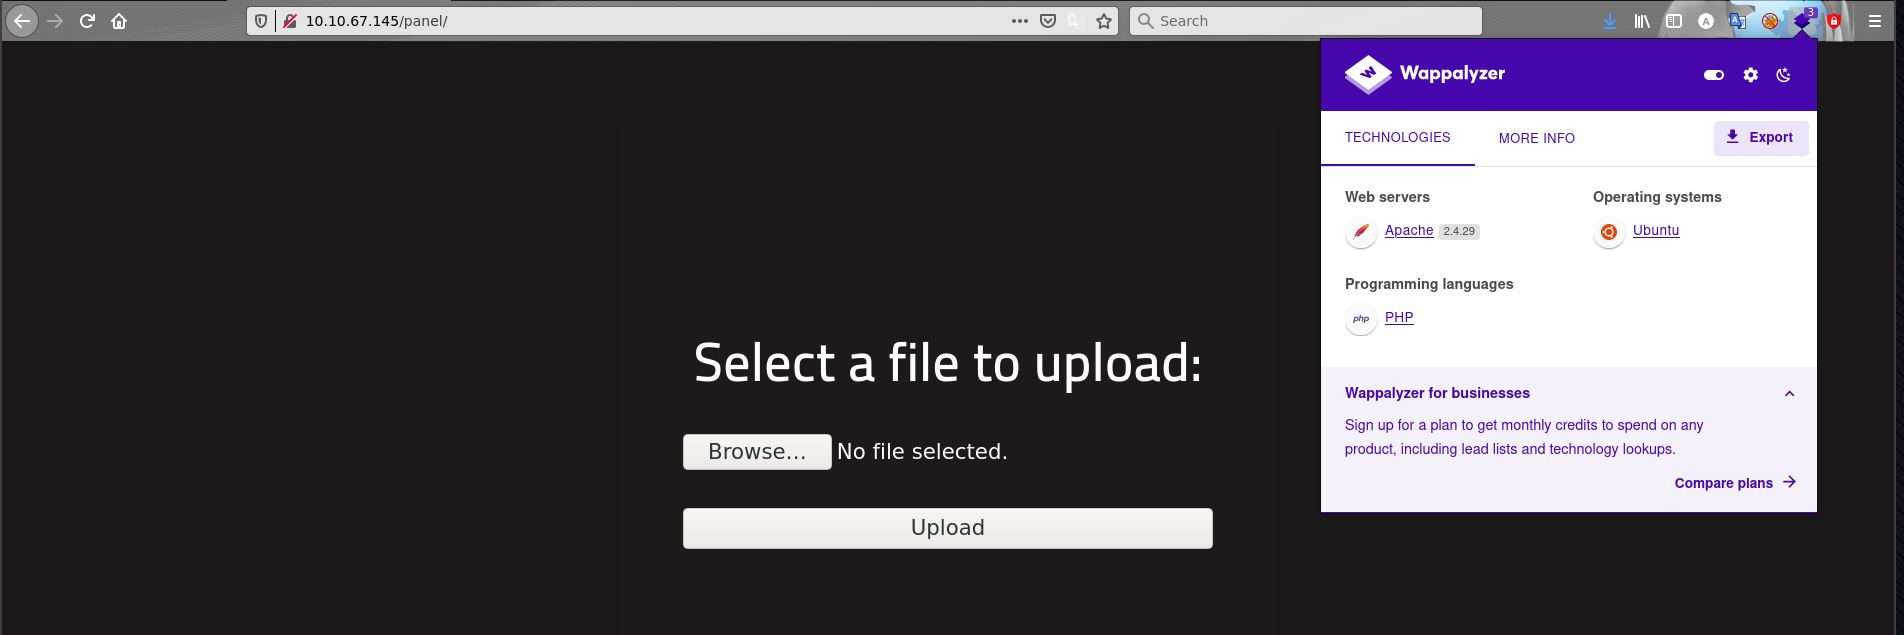 10.10.67.145/panel/
Search
3
Wappalyzer
TECHNOLOGIES
MORE INFO
Export
Web servers
Operating systems
Apache 2.4.29
Ubuntu
Programming languages
php PHP
Select a file to upload:
Browse... No file selected.
Upload
Wappalyzer for businesses
Sign up for a plan to get monthly credits to spend on any
product, including lead lists and technology lookups.
Compare plans